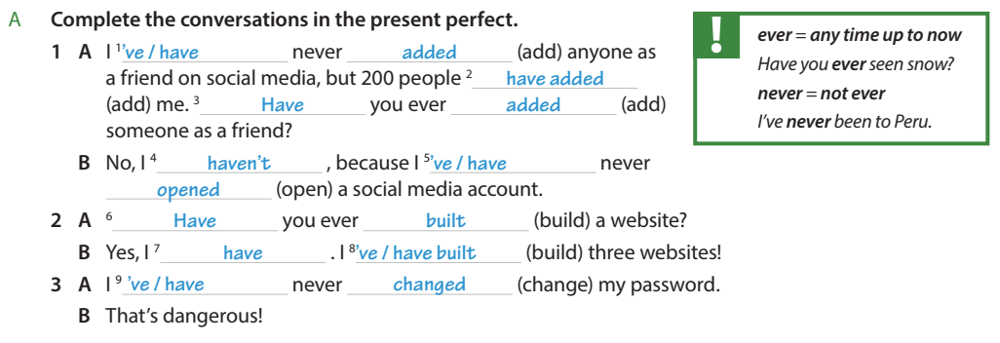 A Complete the conversations in the present perfect.
1 A I 1've / have never added (add) anyone as
a friend on social media, but 200 people 2 have added
(add) me. 3 Have you ever added (add)
someone as a friend?
B No, I 4 haven't , because I 5've / have never
opened (open) a social media account.
2 A 6 Have you ever built (build) a website?
B Yes, I 7 have . I 8've / have built (build) three websites!
3 A I 9 've / have never changed (change) my password.
B That's dangerous!
!
ever = any time up to now
Have you ever seen snow?
never = not ever
I've never been to Peru.